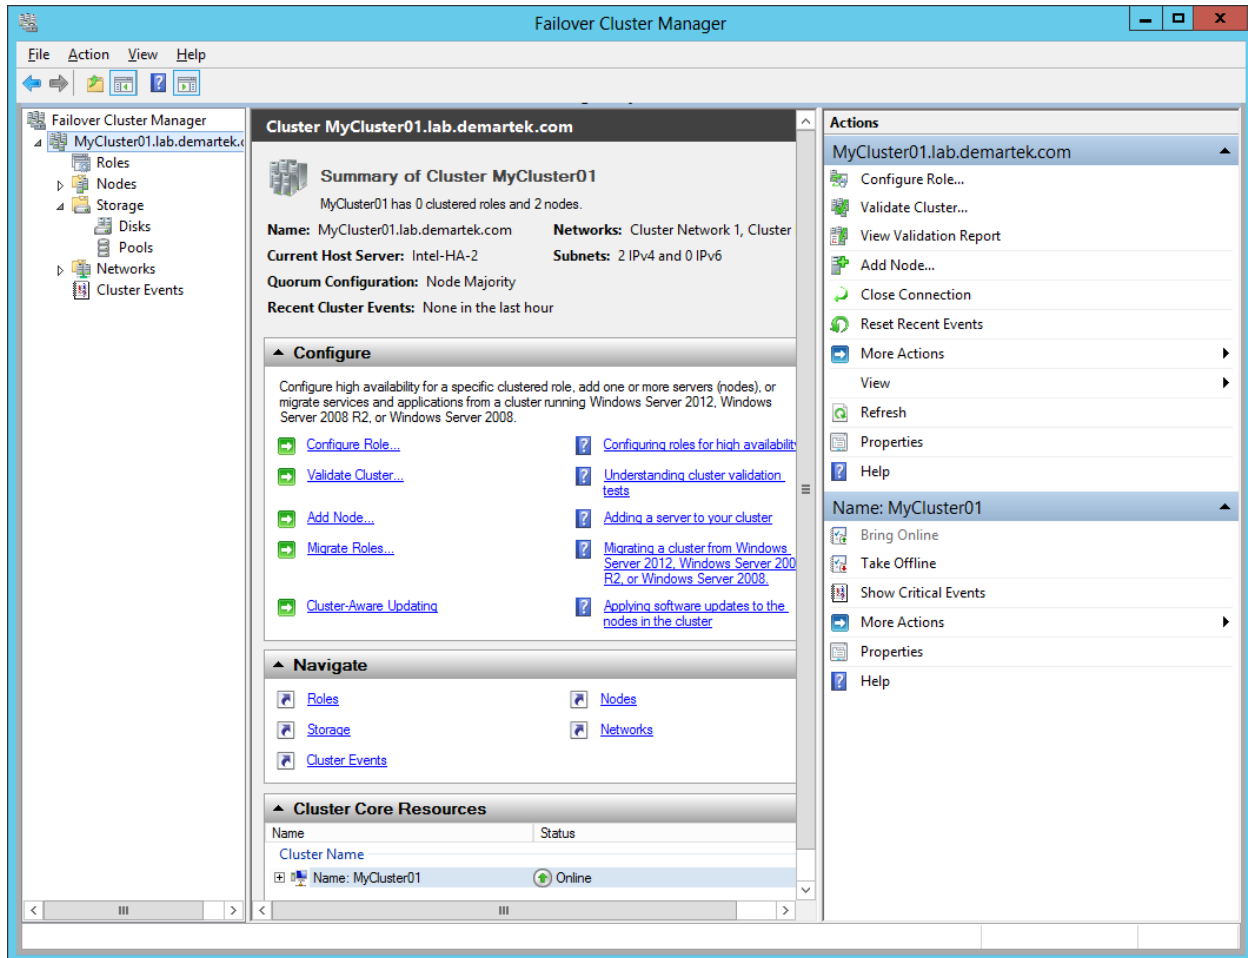 Failover Cluster Manager
File Action View Help
Failover Cluster Manager
MyCluster01.lab.demartek.
Roles
Nodes
Storage
Disks
Pools
Networks
Cluster Events
Cluster MyCluster01.lab.demartek.com
Summary of Cluster MyCluster01
MyCluster01 has 0 clustered roles and 2 nodes.
Name: MyCluster01.lab.demartek.com Networks: Cluster Network 1, Cluster
Current Host Server: Intel-HA-2 Subnets: 2 IPv4 and 0 IPv6
Quorum Configuration: Node Majority
Recent Cluster Events: None in the last hour
Configure
Configure high availability for a specific clustered role, add one or more servers (nodes), or
migrate services and applications from a cluster running Windows Server 2012, Windows
Server 2008 R2, or Windows Server 2008.
Configure Role... Configuring roles for high availability
Validate Cluster... Understanding cluster validation
tests
Add Node... Adding a server to your cluster
Migrate Roles... Migrating a cluster from Windows
Server 2012, Windows Server 200
R2, or Windows Server 2008.
Cluster-Aware Updating Applying software updates to the
nodes in the cluster
Navigate
Roles Nodes
Storage Networks
Cluster Events
Cluster Core Resources
Name Status
Cluster Name
Name: MyCluster01 Online
Actions
MyCluster01.lab.demartek.com
Configure Role...
Validate Cluster...
View Validation Report
Add Node...
Close Connection
Reset Recent Events
More Actions
View
Refresh
Properties
Help
Name: MyCluster01
Bring Online
Take Offline
Show Critical Events
More Actions
Properties
Help